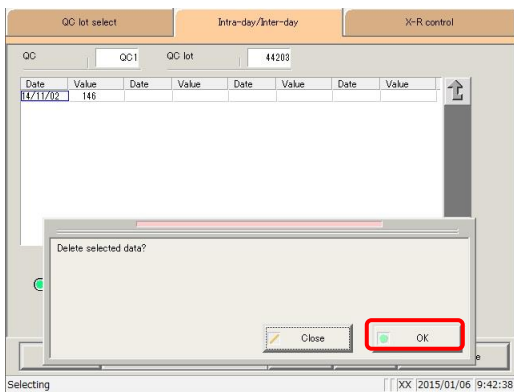 QC lot select Intra-day/Inter-day X-R control
QC QC1 QC lot 44203
Date Value Date Value Date Value Date Value
14/11/02 146
Delete selected data?
Close OK
e
Selecting XX 2015/01/06 9:42:38